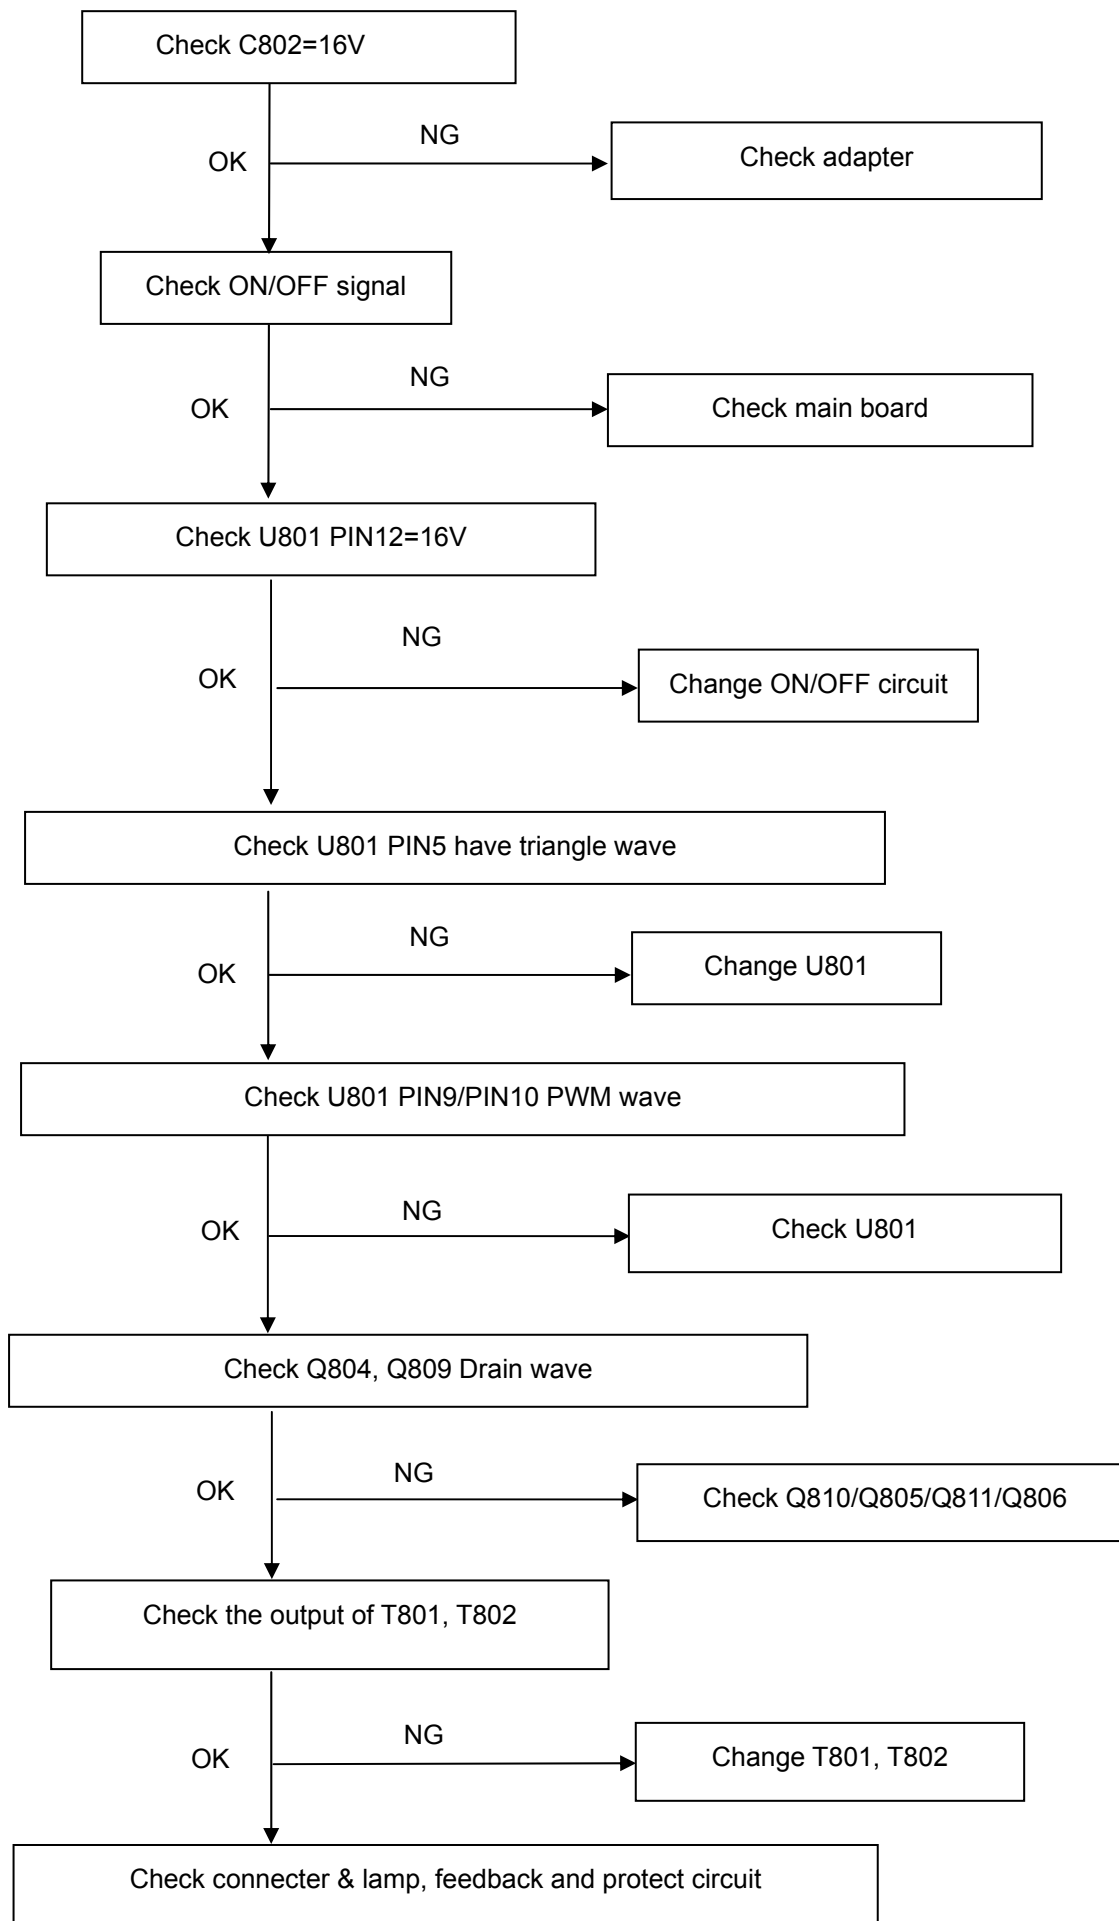 Check C802=16V
NG
OK
Check adapter
Check ON/OFF signal
NG
OK
Check main board
Check U801 PIN12=16V
NG
OK
Change ON/OFF circuit
Check U801 PIN5 have triangle wave
NG
OK
Change U801
Check U801 PIN9/PIN10 PWM wave
NG
OK
Check U801
Check Q804, Q809 Drain wave
NG
OK
Check Q810/Q805/Q811/Q806
Check the output of T801, T802
NG
OK
Change T801, T802
Check connecter & lamp, feedback and protect circuit